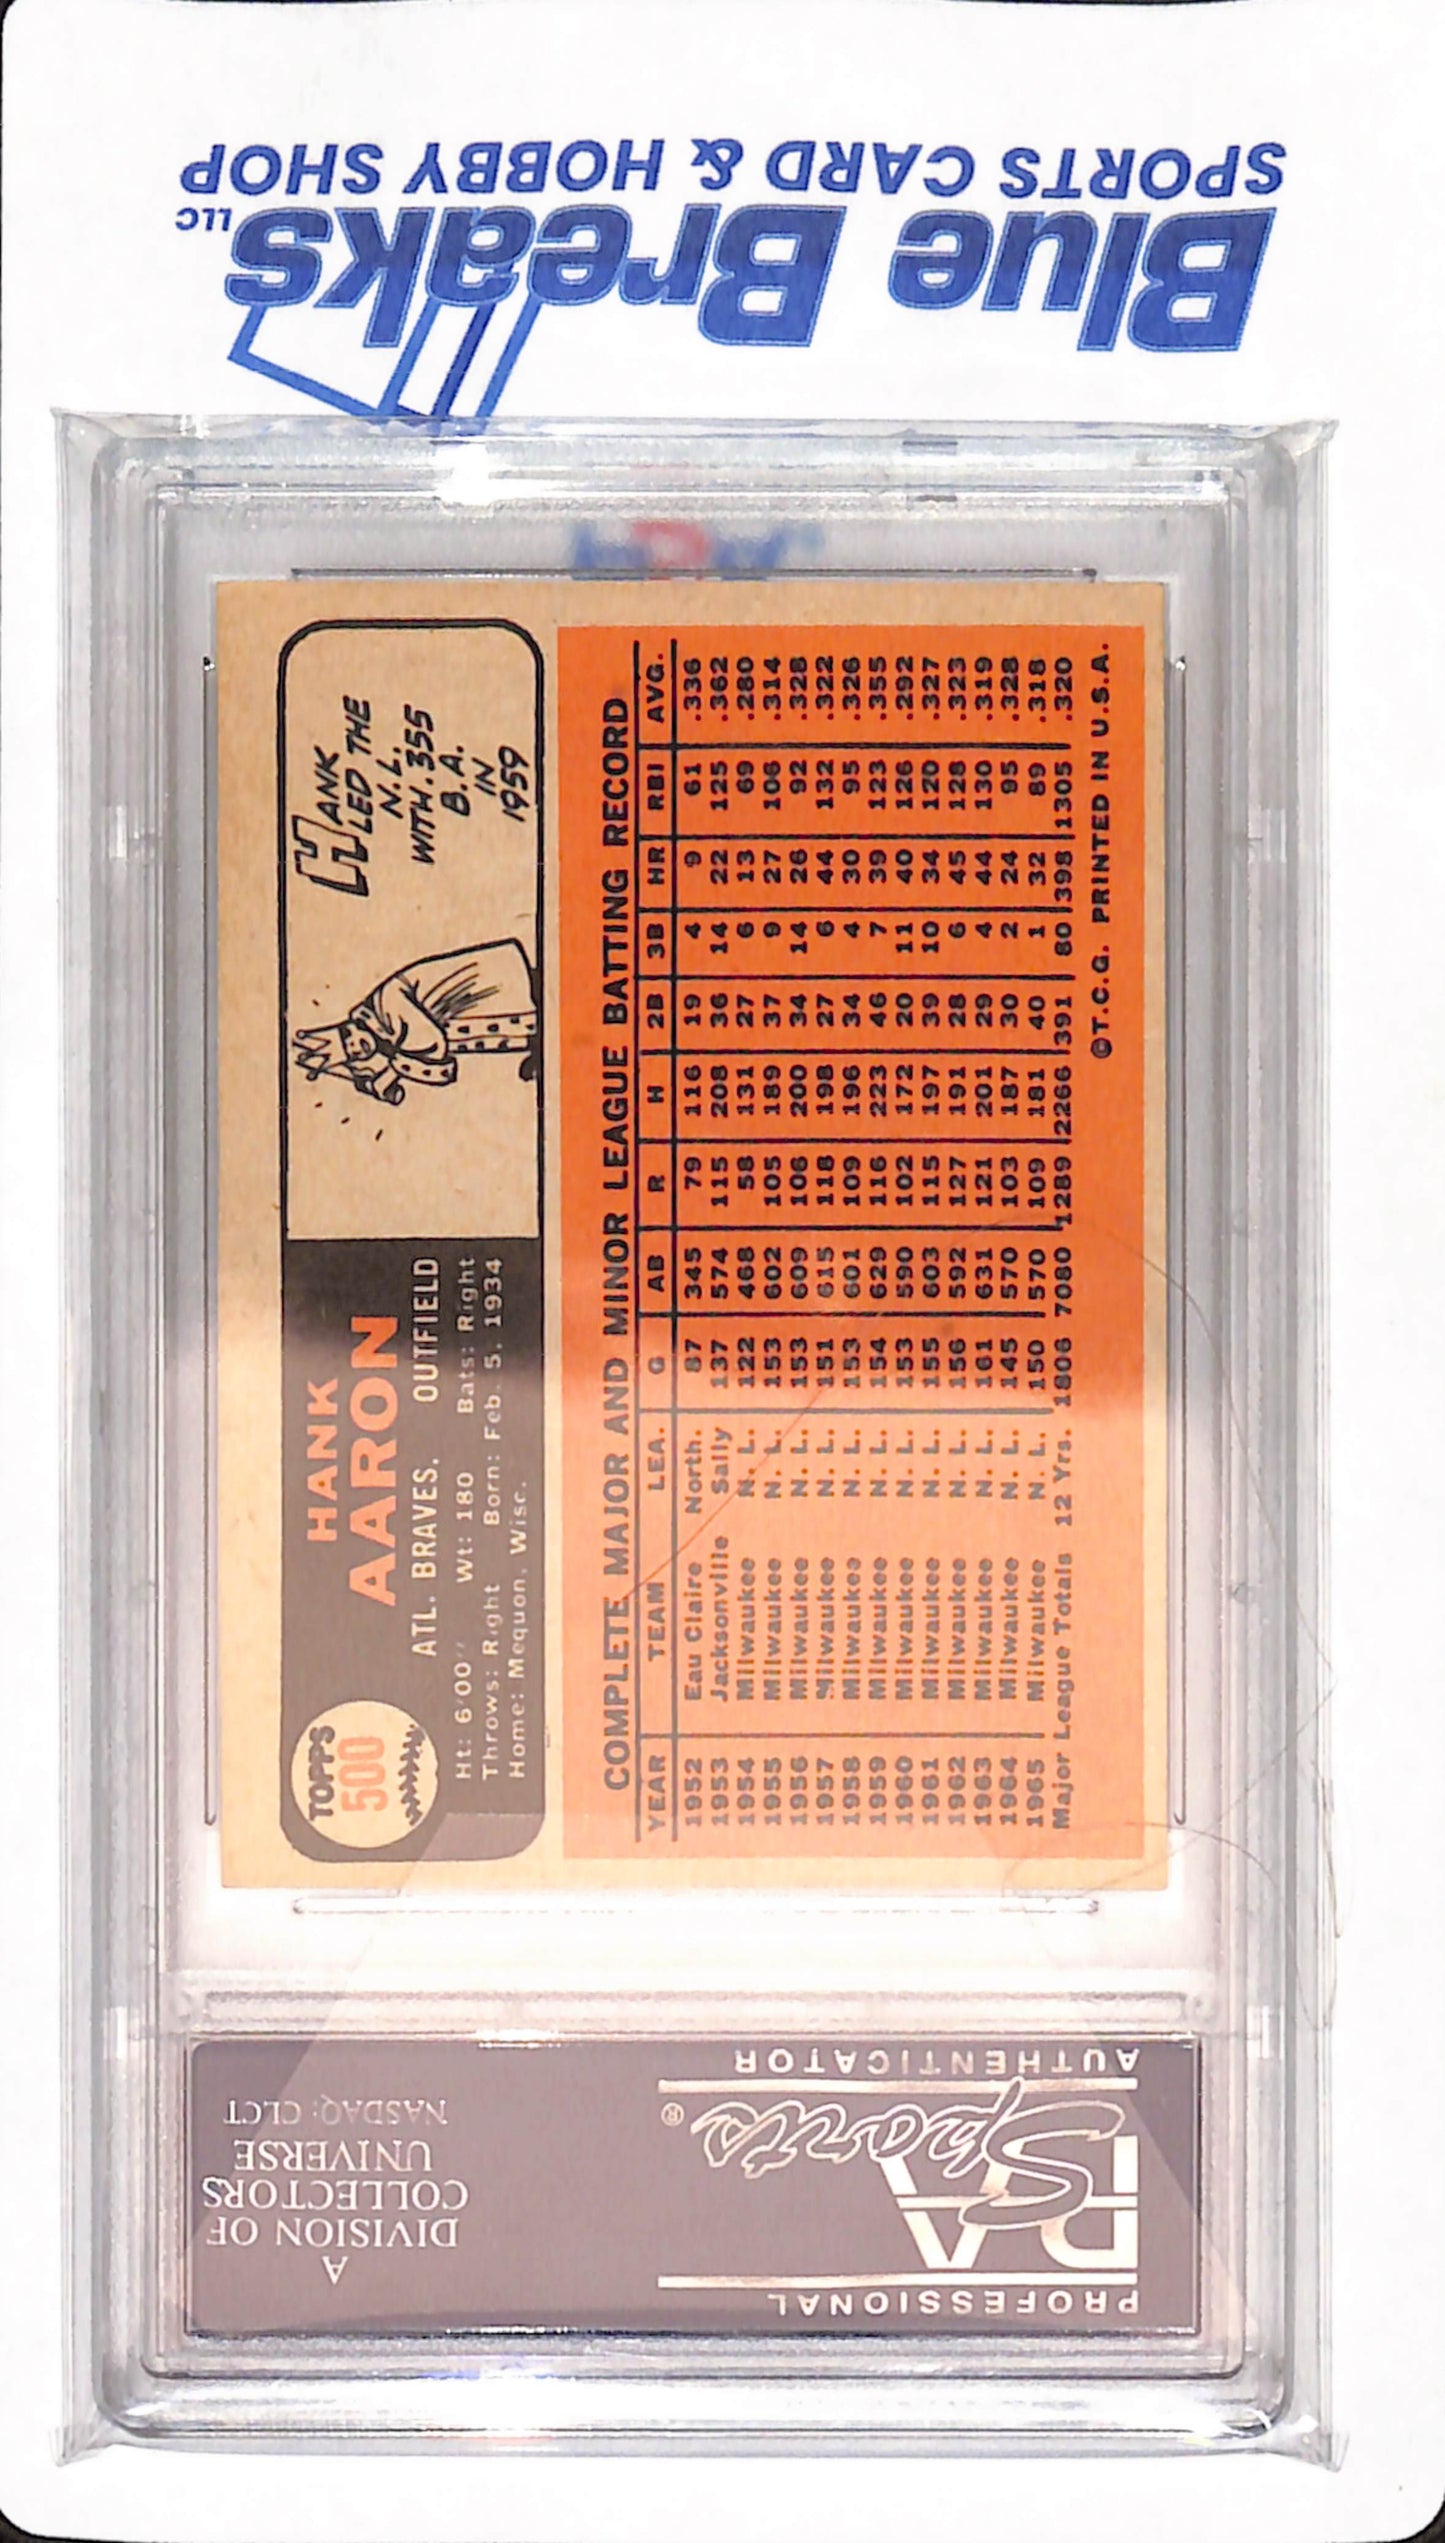 Blue Breaks LLC
SPORTS CARD & HOBBY SHOP
TOPPS
500
HANK
AARON
ATL. BRAVES. OUTFIELD
Ht: 6'00" Wt: 180 Bats: Right
Throws: Right Born: Feb. 5, 1934
Home: Mequon, Wisc.
HANK
LED THE
N.L.
WITH .355
B.A.
IN
1959
COMPLETE MAJOR AND MINOR LEAGUE BATTING RECORD
YEAR TEAM LEA. G AB R H 2B 3B HR RBI AVG.
1952 Eau Claire North. 87 345 79 116 19 4 9 61 .336
1953 Jacksonville Sally 137 574 115 208 36 14 22 125 .362
1954 Milwaukee N. L. 122 468 58 131 27 6 13 69 .280
1955 Milwaukee N. L. 153 602 105 189 37 9 27 106 .314
1956 Milwaukee N. L. 153 609 106 200 34 14 26 92 .328
1957 Milwaukee N. L. 151 615 118 198 27 6 44 132 .322
1958 Milwaukee N. L. 153 601 109 196 34 4 30 95 .326
1959 Milwaukee N. L. 154 629 116 223 46 7 39 123 .355
1960 Milwaukee N. L. 153 590 102 172 20 11 40 126 .292
1961 Milwaukee N. L. 155 603 115 197 39 10 34 120 .327
1962 Milwaukee N. L. 156 592 127 191 28 6 45 128 .323
1963 Milwaukee N. L. 161 631 121 201 29 4 44 130 .319
1964 Milwaukee N. L. 145 570 103 187 30 2 24 95 .328
1965 Milwaukee N. L. 150 570 109 181 40 1 32 89 .318
Major League Totals 12 Yrs. 1806 7080 1289 2266 391 80 398 1305 .320
©T.C.G. PRINTED IN U.S.A.
PROFESSIONAL
PSA
Sports®
AUTHENTICATOR
A
DIVISION OF
COLLECTORS
UNIVERSE
NASDAQ: CLCT